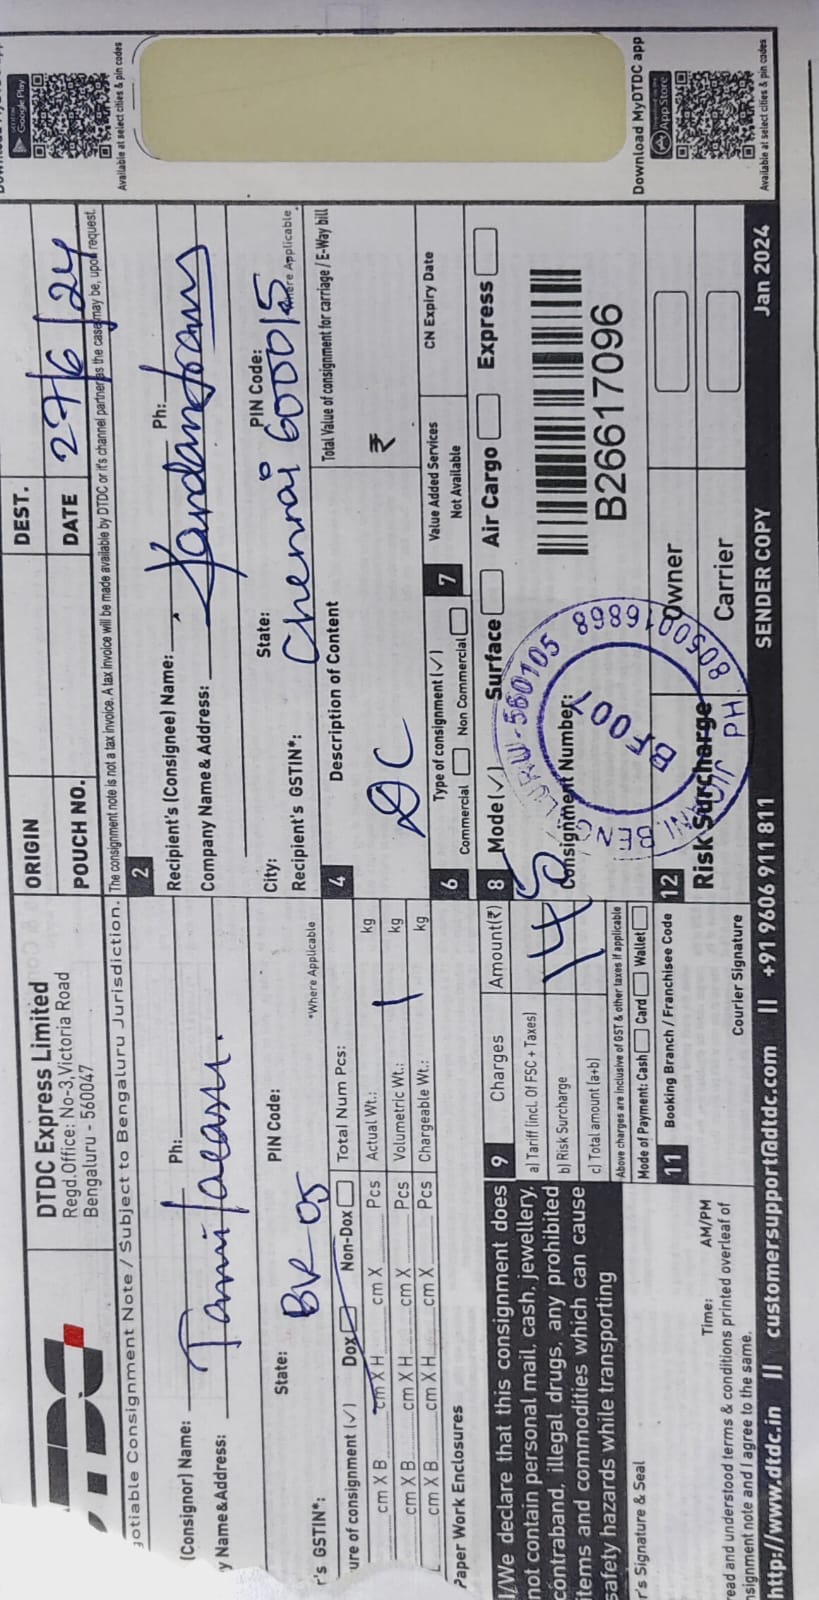 DTDC
DTDC Express Limited
Regd.Office: No-3,Victoria Road
Bengaluru - 560047
ORIGIN
DEST.
POUCH NO.
DATE 27/6/24
otiable Consignment Note / Subject to Bengaluru Jurisdiction.
The consignment note is not a tax invoice. A tax invoice will be made available by DTDC or it's channel partner as the case may be, upon request.
(Consignor) Name:
Ph:
y Name&Address:
State:
PIN Code:
BR 05
r's GSTIN*:
*Where Applicable
2
Recipient's (Consignee) Name:
Ph:
Company Name & Address:
City:
State:
PIN Code:
Chennai 600015
Recipient's GSTIN*:
Where Applicable
ure of consignment (✓) Dox Non-Dox Total Num Pcs:
cm X B cm X H cm X Pcs Actual Wt.: kg
cm X B cm X H cm X Pcs Volumetric Wt.: 1 kg
cm X B cm X H cm X Pcs Chargeable Wt.: kg
4
Description of Content
Total Value of consignment for carriage / E-Way bill
DC
₹
Paper Work Enclosures
6
Type of consignment (✓)
Commercial Non Commercial
7
Value Added Services
Not Available
CN Expiry Date
I/We declare that this consignment does
not contain personal mail, cash, jewellery,
contraband, illegal drugs, any prohibited
items and commodities which can cause
safety hazards while transporting
9 Charges Amount(₹)
a) Tariff (incl. Of FSC + Taxes)
b) Risk Surcharge
c) Total amount (a+b)
145
Above charges are inclusive of GST & other taxes if applicable
Mode of Payment: Cash Card Wallet
8 Mode (✓) Surface Air Cargo Express
Consignment Number:
B26617096
BENGALURU-560105
PH: 8050016868
BF007
r's Signature & Seal
Time: AM/PM
read and understood terms & conditions printed overleaf of
nsignment note and I agree to the same.
11
Booking Branch / Franchisee Code
Courier Signature
12
Risk Surcharge
Owner
Carrier
http://www.dtdc.in || customersupport@dtdc.com || +91 9606 911 811
SENDER COPY
Jan 2024
Google Play
Available at select cities & pin codes
Download MyDTDC app
App Store
Available at select cities & pin codes